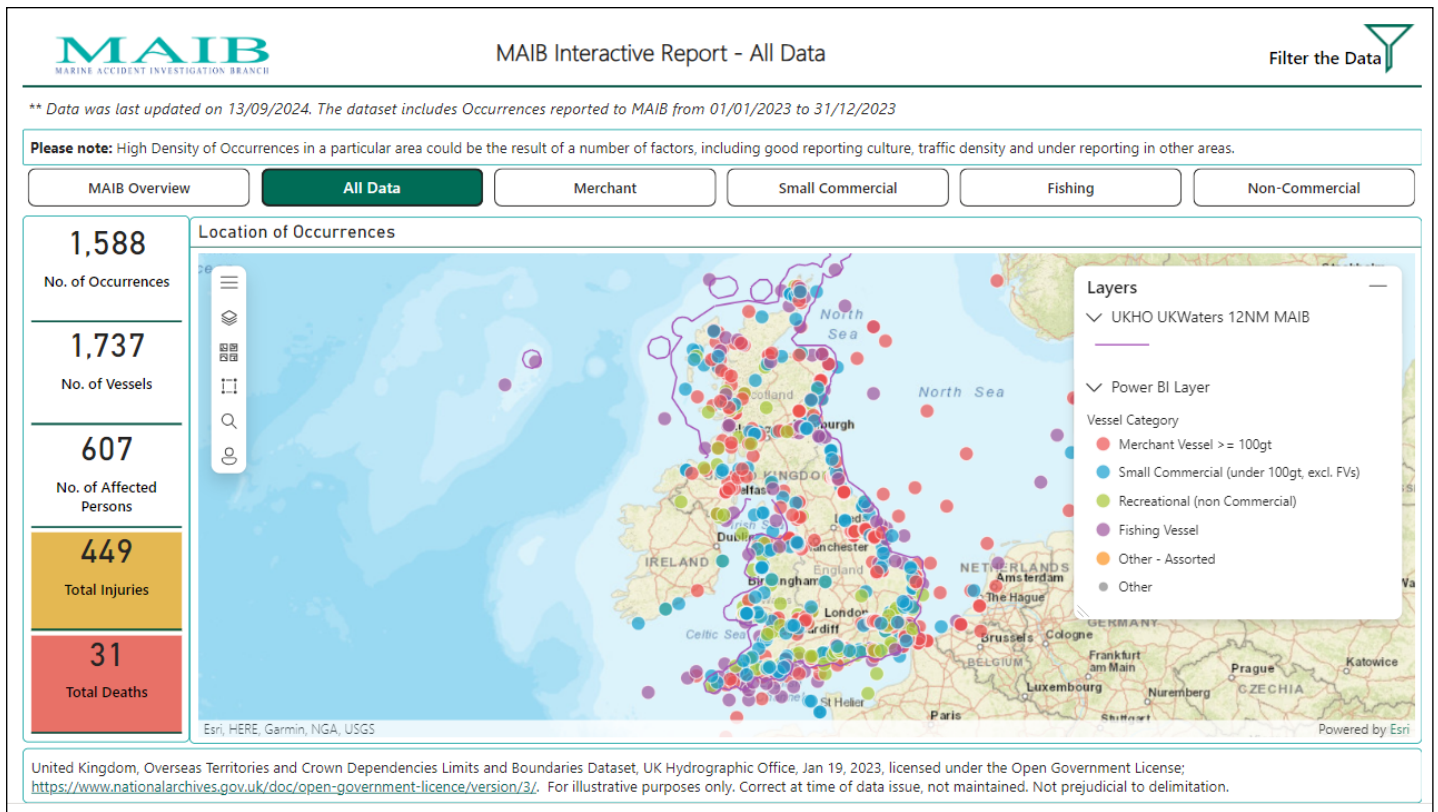 MAIB
MARINE ACCIDENT INVESTIGATION BRANCH
MAIB Interactive Report - All Data
Filter the Data
** Data was last updated on 13/09/2024. The dataset includes Occurrences reported to MAIB from 01/01/2023 to 31/12/2023
Please note: High Density of Occurrences in a particular area could be the result of a number of factors, including good reporting culture, traffic density and under reporting in other areas.
MAIB Overview
All Data
Merchant
Small Commercial
Fishing
Non-Commercial
1,588
No. of Occurrences
1,737
No. of Vessels
607
No. of Affected
Persons
449
Total Injuries
31
Total Deaths
Location of Occurrences
North
Sea
North Sea
IRELAND
England
London
Celtic Sea
NETHERLANDS
Amsterdam
The Hague
GERMANY
Brussels
Cologne
BELGIUM
Frankfurt
am Main
Prague
Katowice
Luxembourg
Nuremberg
CZECHIA
St Helier
Paris
Stuttgart
Layers
UKHO UKWaters 12NM MAIB
Power BI Layer
Vessel Category
Merchant Vessel >= 100gt
Small Commercial (under 100gt, excl. FVs)
Recreational (non Commercial)
Fishing Vessel
Other - Assorted
Other
Esri, HERE, Garmin, NGA, USGS
Powered by Esri
United Kingdom, Overseas Territories and Crown Dependencies Limits and Boundaries Dataset, UK Hydrographic Office, Jan 19, 2023, licensed under the Open Government License;
https://www.nationalarchives.gov.uk/doc/open-government-licence/version/3/. For illustrative purposes only. Correct at time of data issue, not maintained. Not prejudicial to delimitation.